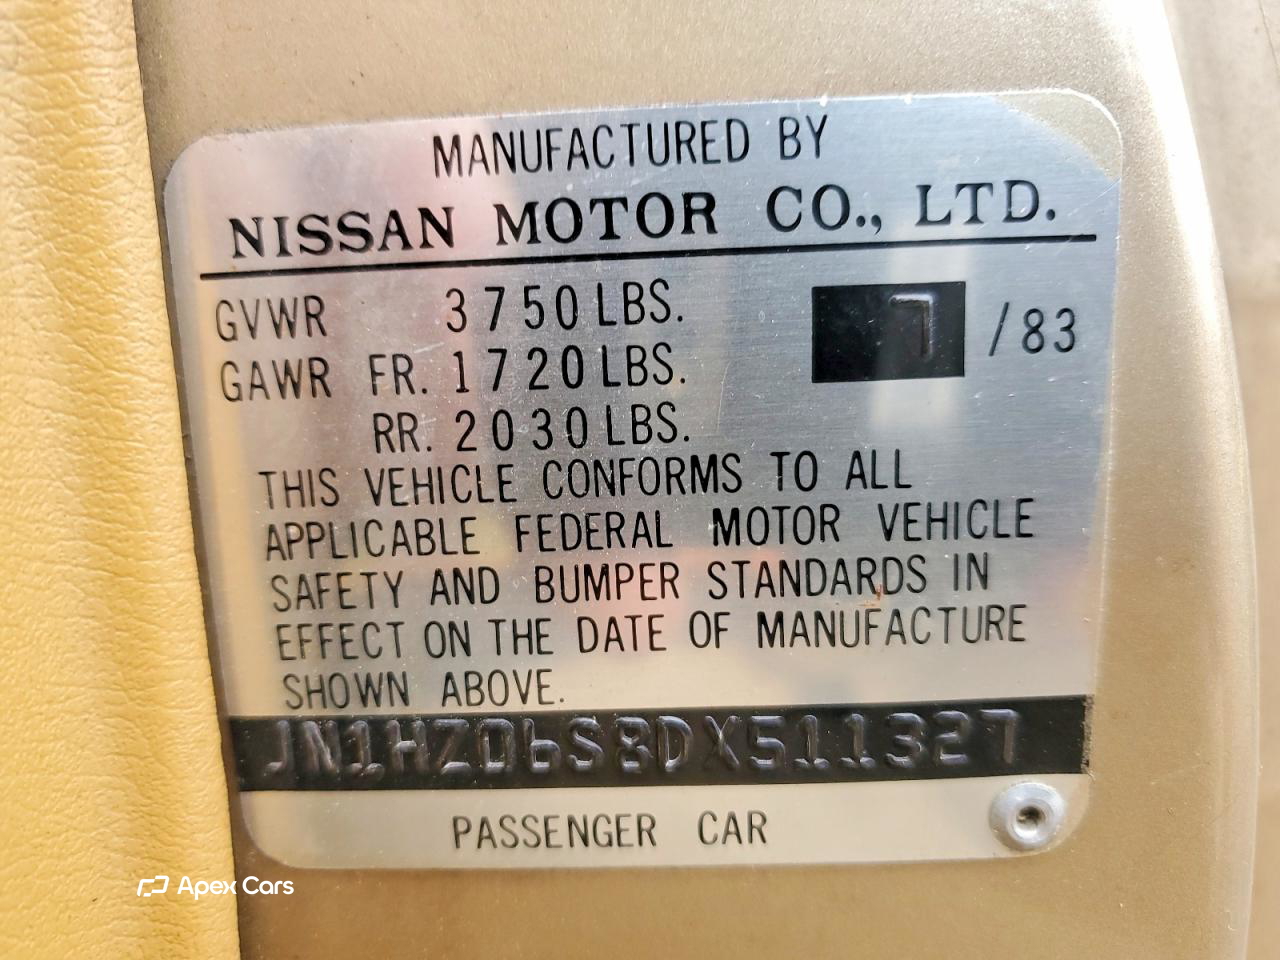 MANUFACTURED BY
NISSAN MOTOR CO., LTD.
GVWR 3750 LBS. 7 /83
GAWR FR. 1720 LBS.
RR. 2030 LBS.
THIS VEHICLE CONFORMS TO ALL
APPLICABLE FEDERAL MOTOR VEHICLE
SAFETY AND BUMPER STANDARDS IN
EFFECT ON THE DATE OF MANUFACTURE
SHOWN ABOVE.
JN1HZ06S8DX511327
PASSENGER CAR
Apex Cars